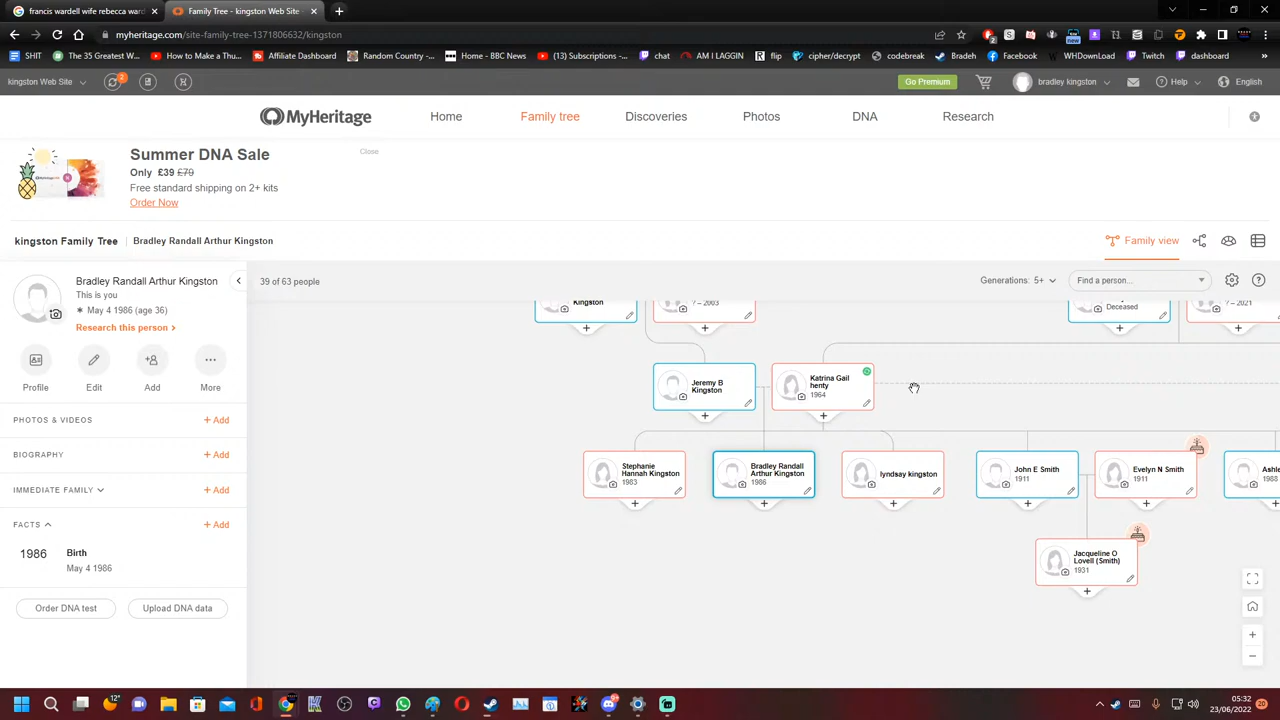 francis wardell wife rebecca ward
Family Tree - kingston Web Site -
myheritage.com/site-family-tree-1371806632/kingston
SHIT
The 35 Greatest W...
How to Make a Thu...
Affiliate Dashboard
Random Country -...
Home - BBC News
(13) Subscriptions -...
chat
AM I LAGGIN
flip
cipher/decrypt
codebreak
Bradeh
Facebook
WHDownLoad
Twitch
dashboard
kingston Web Site
2
Go Premium
bradley kingston
Help
English
MyHeritage
Home
Family tree
Discoveries
Photos
DNA
Research
Summer DNA Sale
Only £39 £79
Free standard shipping on 2+ kits
Order Now
Close
kingston Family Tree
Bradley Randall Arthur Kingston
Family view
Bradley Randall Arthur Kingston
This is you
May 4 1986 (age 36)
Research this person >
Profile
Edit
Add
More
PHOTOS & VIDEOS
+ Add
BIOGRAPHY
+ Add
IMMEDIATE FAMILY
+ Add
FACTS
+ Add
1986
Birth
May 4 1986
Order DNA test
Upload DNA data
39 of 63 people
Generations: 5+
Find a person...
Kingston
? – 2003
Deceased
? – 2021
Jeremy B
Kingston
Katrina Gail
henty
1964
Stephanie
Hannah Kingston
1983
Bradley Randall
Arthur Kingston
1986
lyndsay kingston
John E Smith
1911
Evelyn N Smith
1911
Ashle
1988
Jacqueline O
Lovell (Smith)
1931
12°
05:32
23/06/2022
20